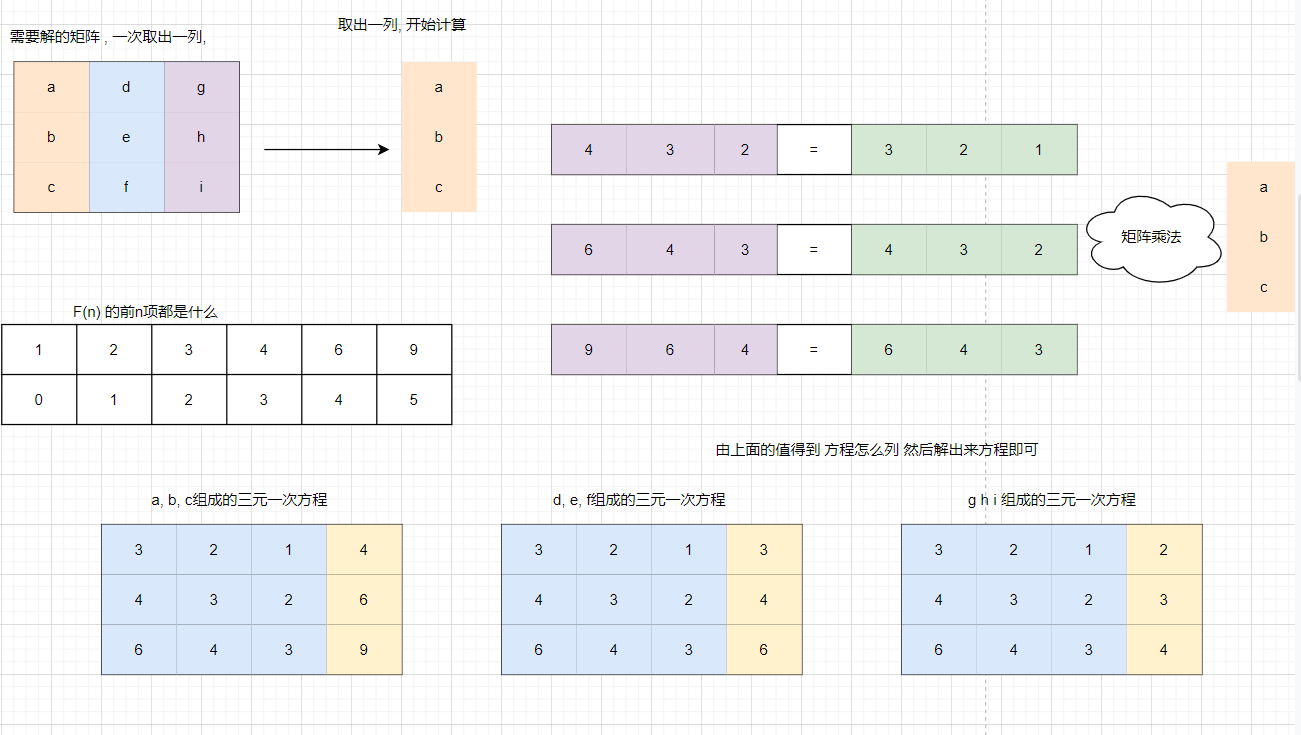 需要解的矩阵 , 一次取出一列,
取出一列, 开始计算
a d g
b e h
c f i
a
b
c
4 3 2 = 3 2 1
6 4 3 = 4 3 2
9 6 4 = 6 4 3
矩阵乘法
a
b
c
F(n) 的前n项都是什么
1 2 3 4 6 9
0 1 2 3 4 5
由上面的值得到 方程怎么列 然后解出来方程即可
a, b, c组成的三元一次方程
3 2 1 4
4 3 2 6
6 4 3 9
d, e, f组成的三元一次方程
3 2 1 3
4 3 2 4
6 4 3 6
g h i 组成的三元一次方程
3 2 1 2
4 3 2 3
6 4 3 4